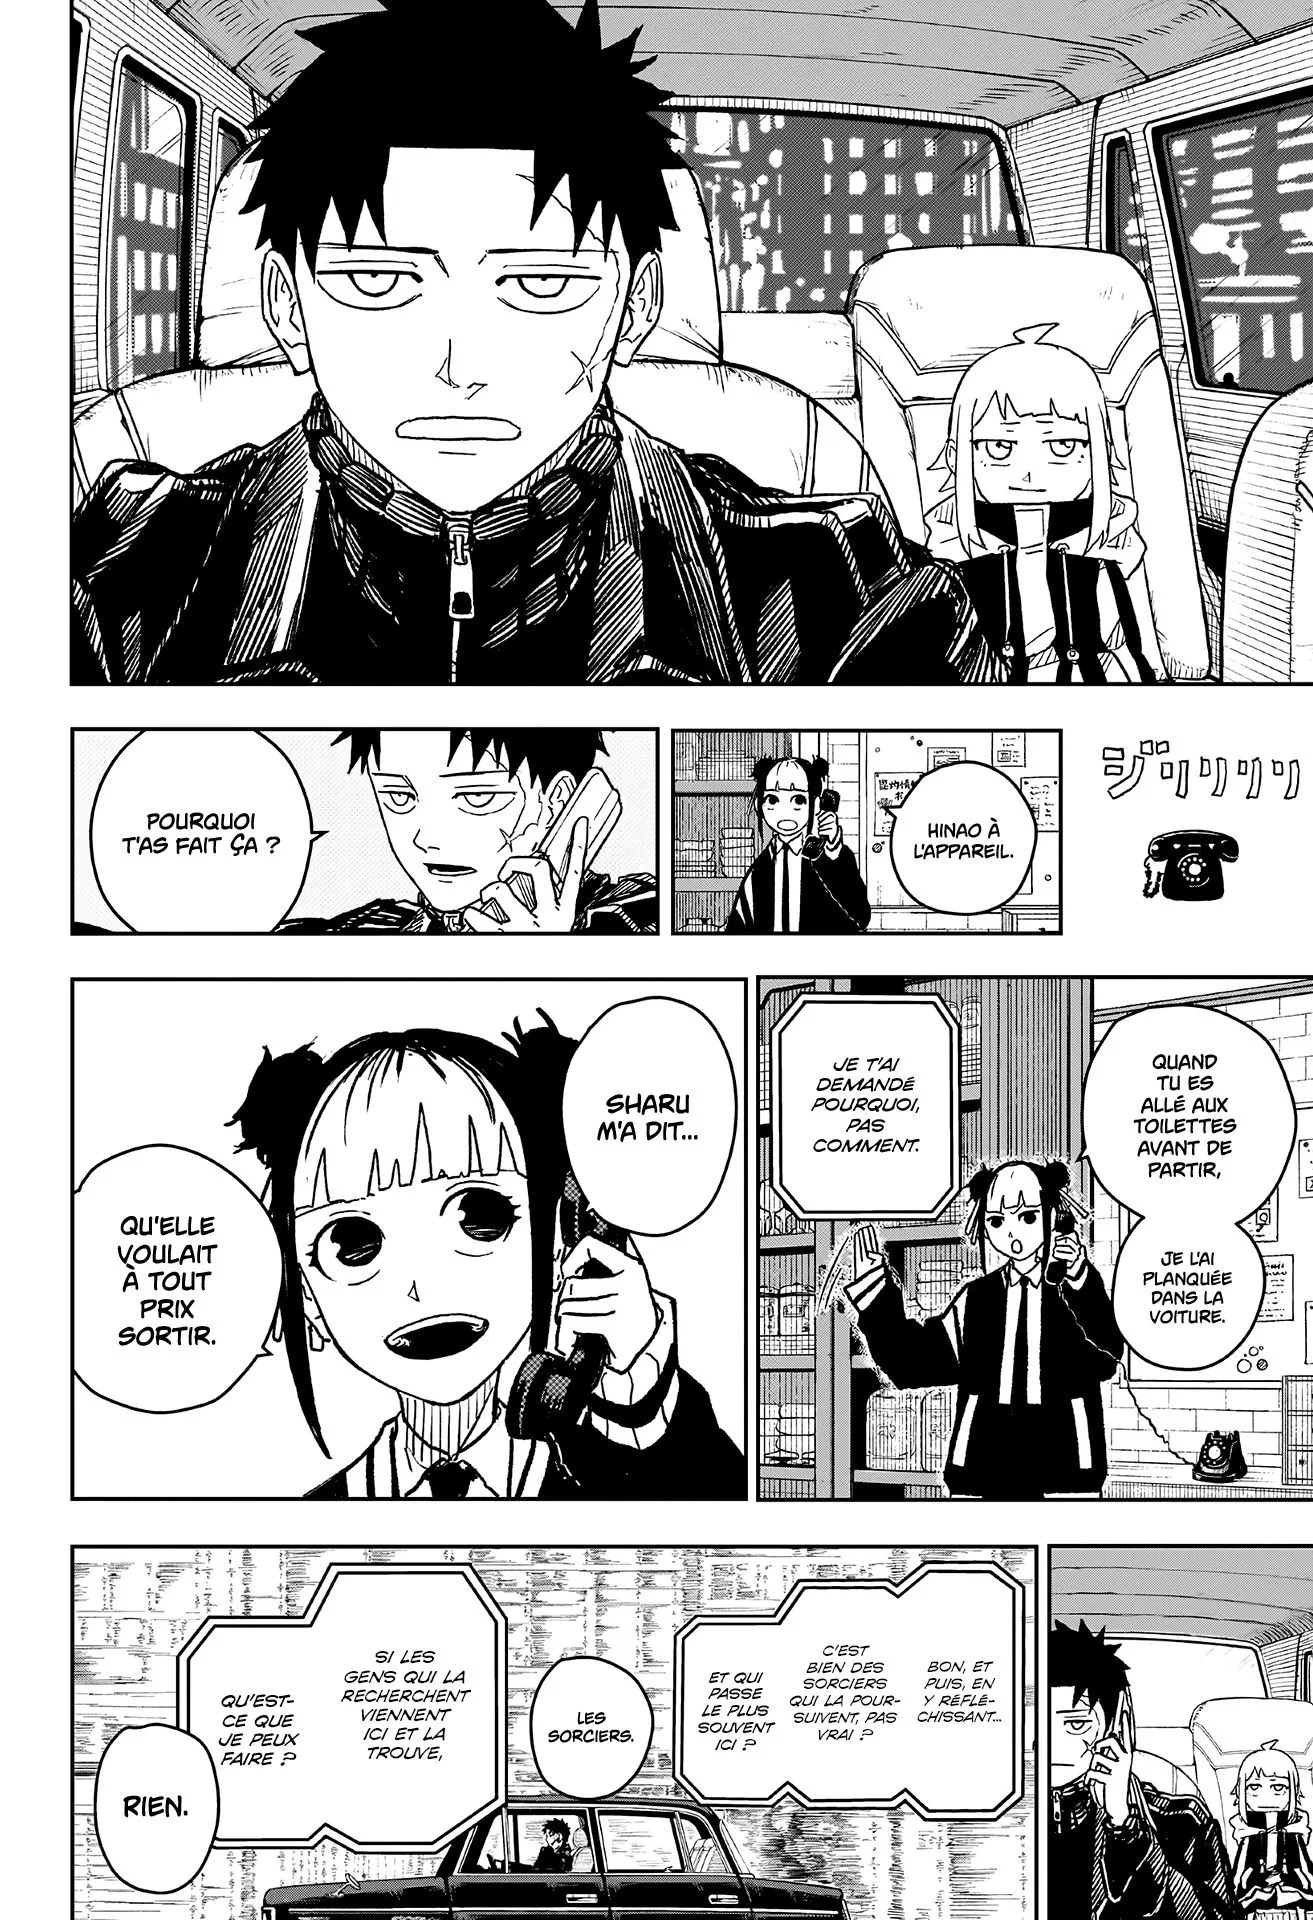 ジリリリリ
HINAO À
L'APPAREIL.
POURQUOI
T'AS FAIT ÇA ?
QUAND
TU ES
ALLÉ AUX
TOILETTES
AVANT DE
PARTIR,
JE L'AI
PLANQUÉE
DANS LA
VOITURE.
JE T'AI
DEMANDÉ
POURQUOI,
PAS
COMMENT.
SHARU
M'A DIT...
QU'ELLE
VOULAIT
À TOUT
PRIX
SORTIR.
BON, ET
PUIS, EN
Y RÉFLÉ-
CHISSANT...
C'EST
BIEN DES
SORCIERS
QUI LA POUR-
SUIVENT, PAS
VRAI ?
ET QUI
PASSE
LE PLUS
SOUVENT
ICI ?
LES
SORCIERS.
SI LES
GENS QUI LA
RECHERCHENT
VIENNENT
ICI ET LA
TROUVE,
QU'EST-
CE QUE
JE PEUX
FAIRE ?
RIEN.